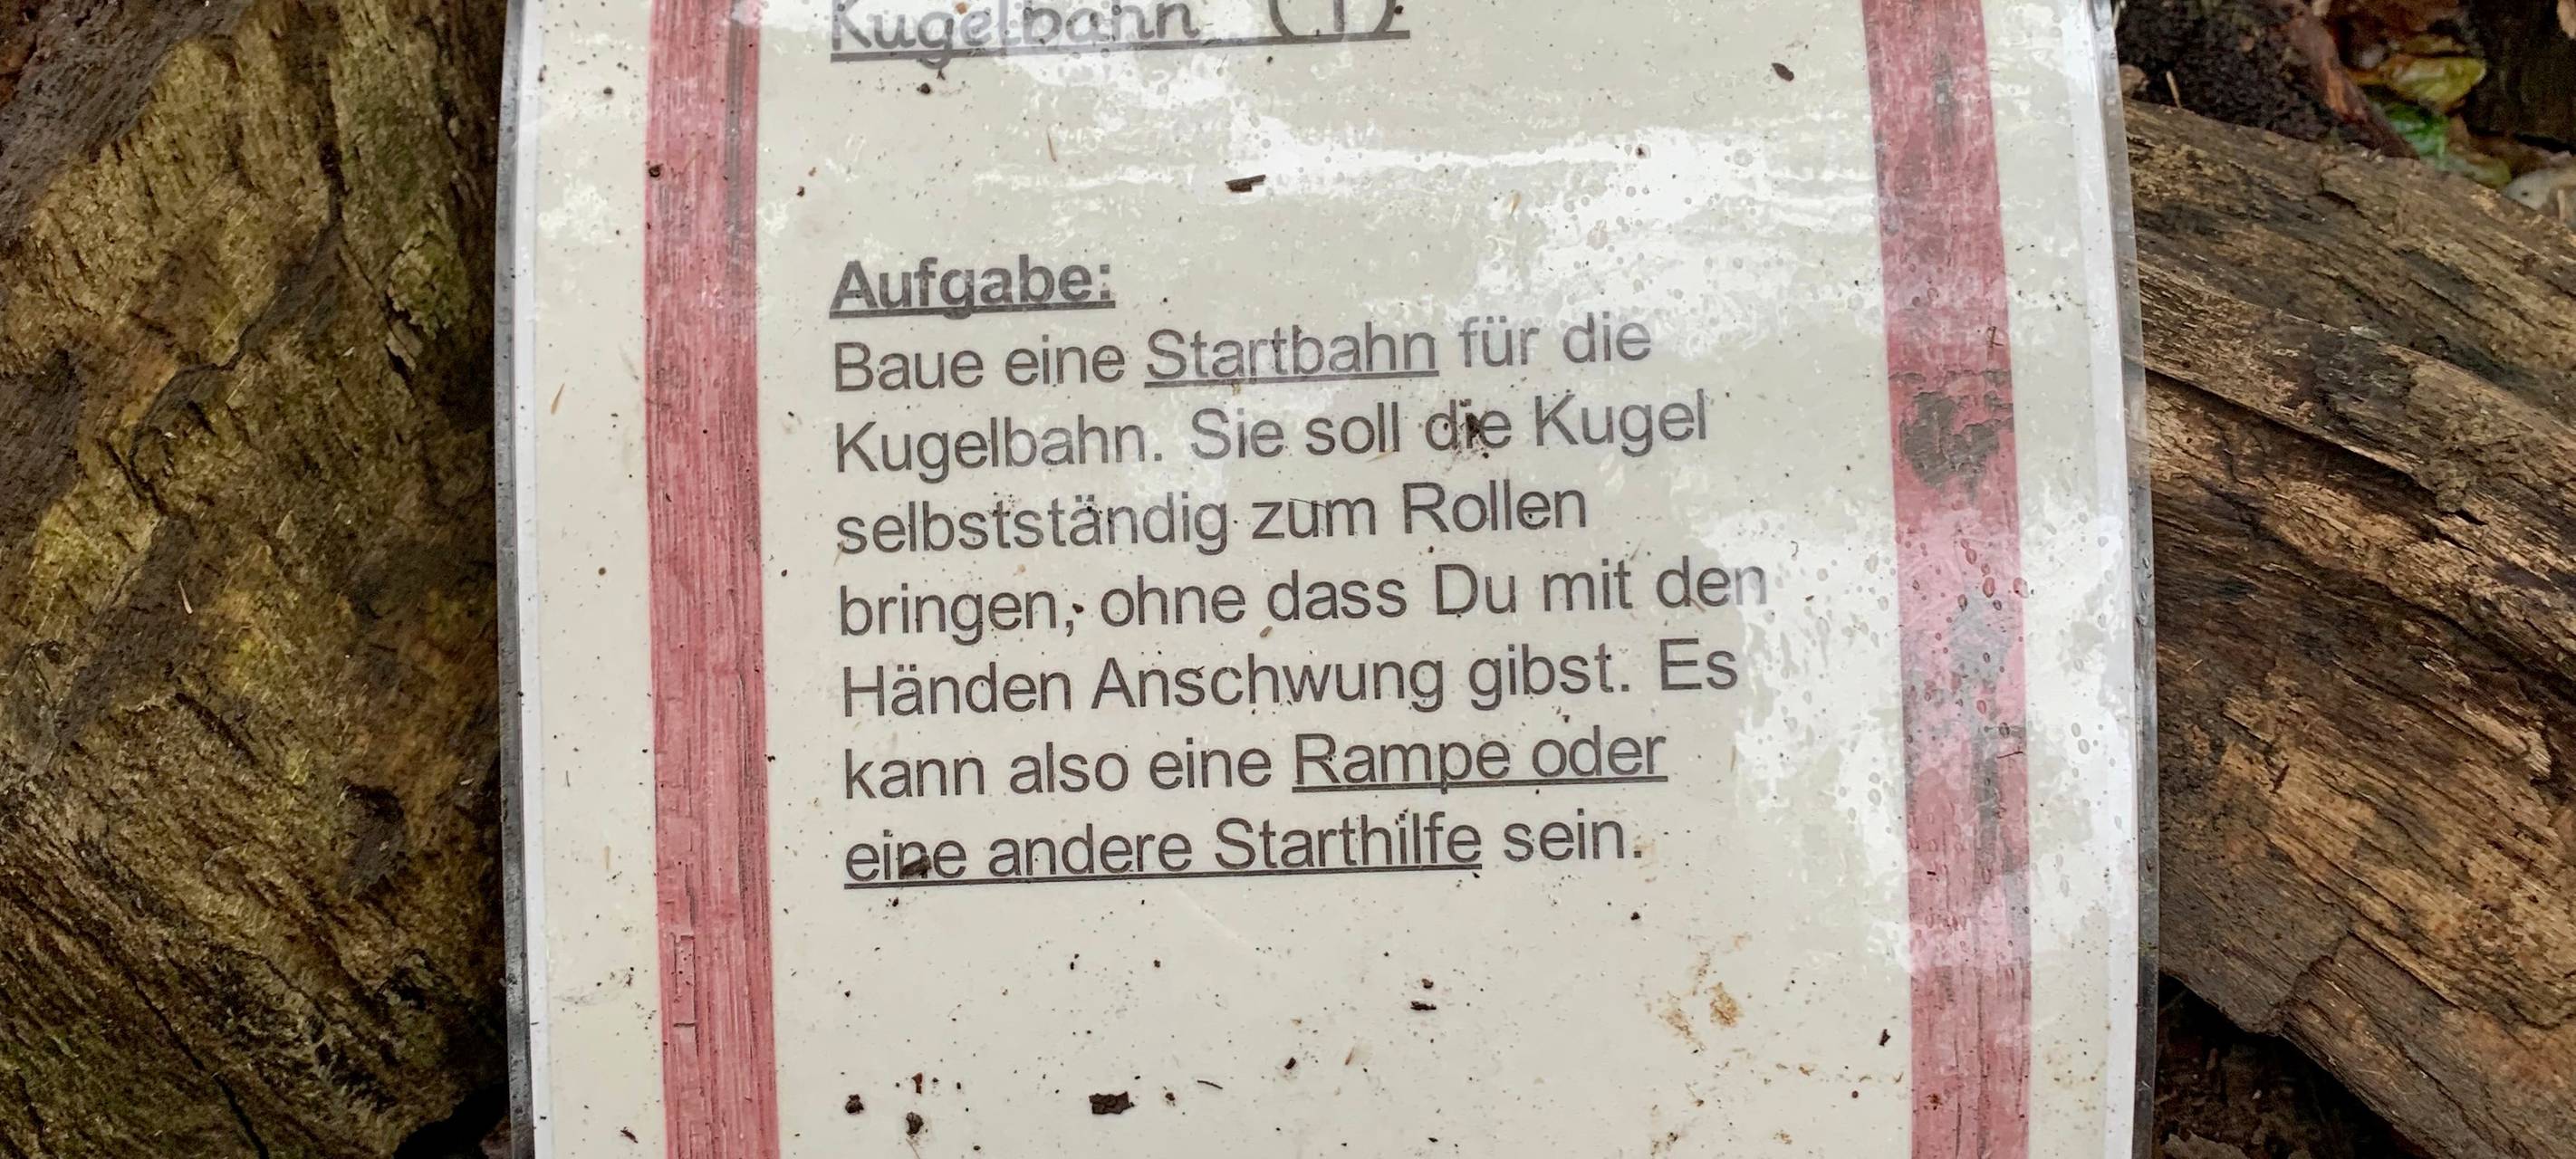 Kugelbahn (1)
Aufgabe:
Baue eine Startbahn für die
Kugelbahn. Sie soll die Kugel
selbstständig zum Rollen
bringen, ohne dass Du mit den
Händen Anschwung gibst. Es
kann also eine Rampe oder
eine andere Starthilfe sein.